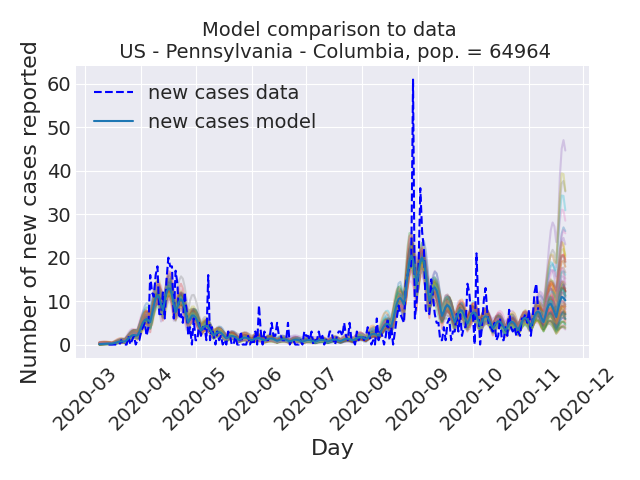 Model comparison to data
US - Pennsylvania - Columbia, pop. = 64964
Number of new cases reported
60
50
40
30
20
10
0
new cases data
new cases model
2020-03
2020-04
2020-05
2020-06
2020-07
2020-08
2020-09
2020-10
2020-11
2020-12
Day